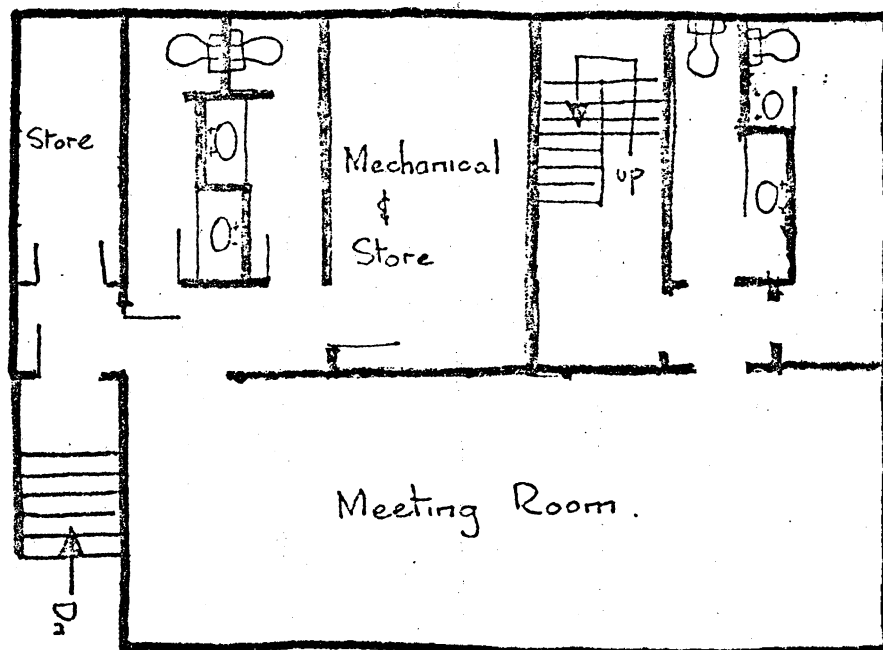 Store
Mechanical
&
Store
up
Meeting Room.
Dn